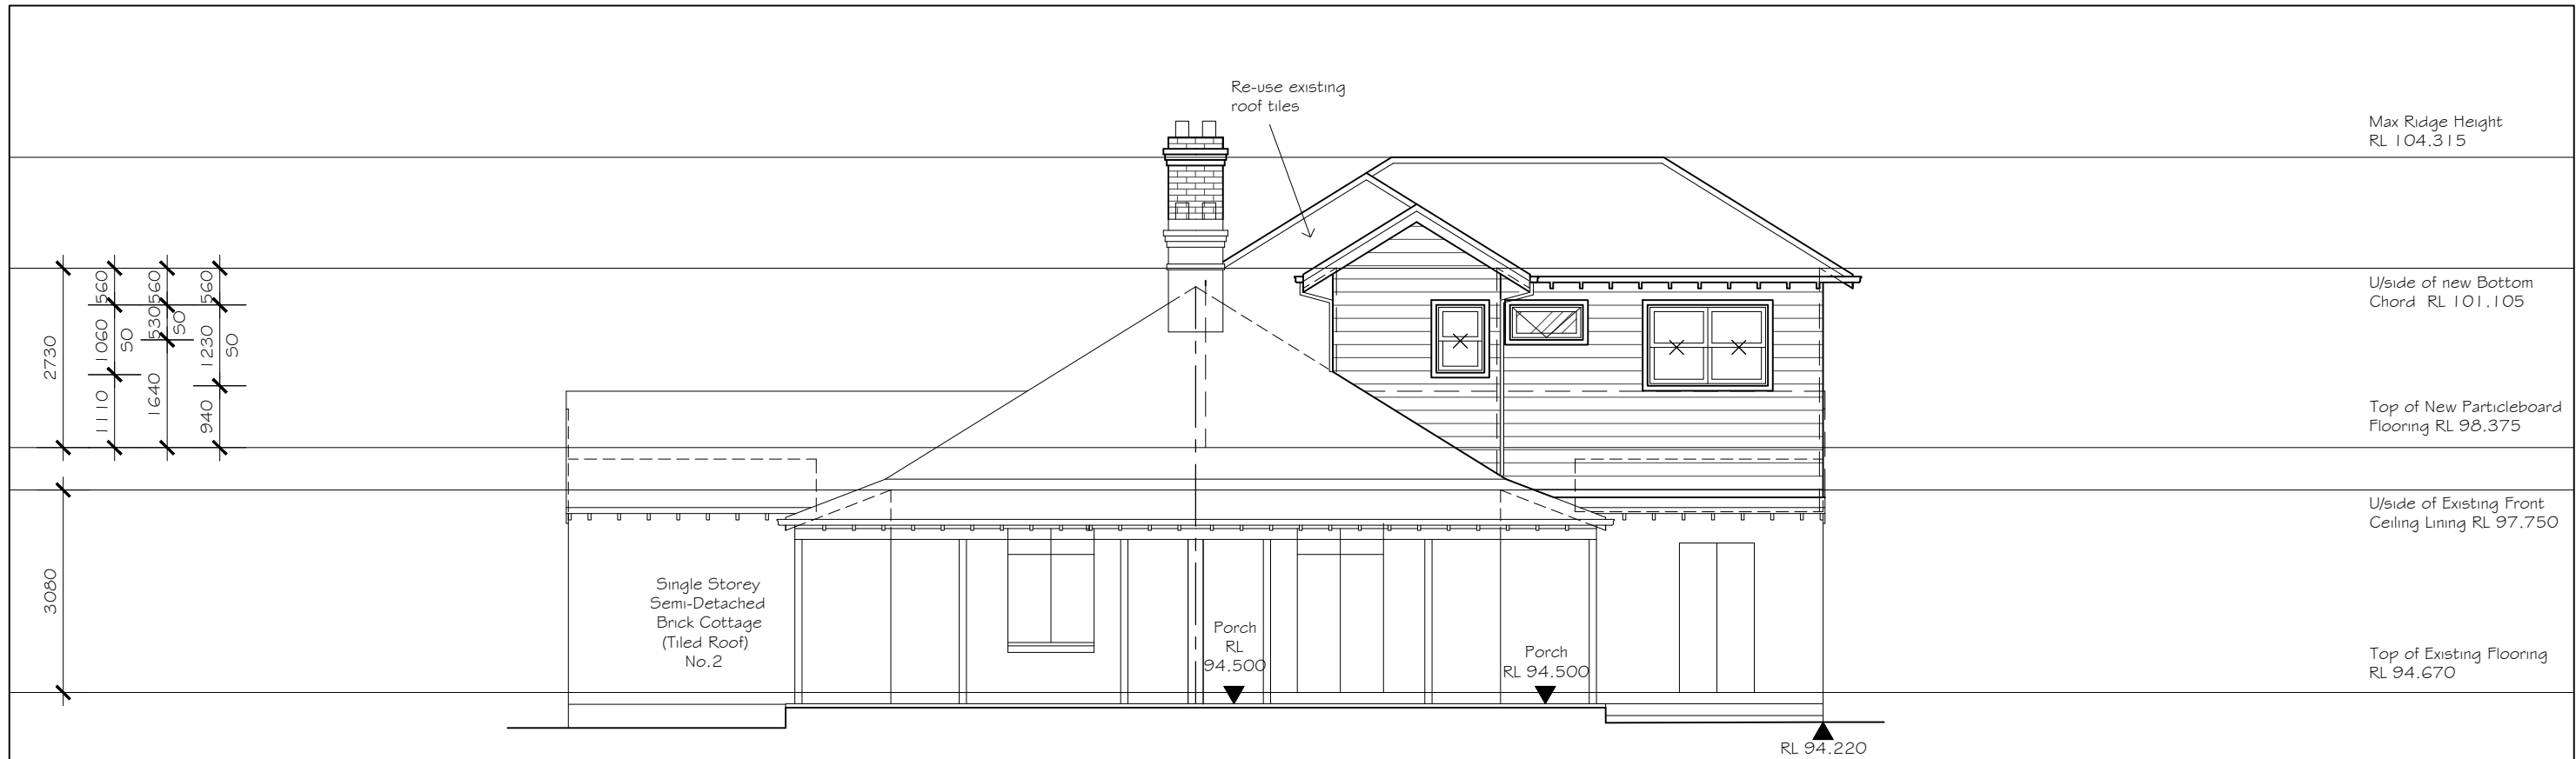 Re-use existing
roof tiles
Max Ridge Height
RL 104.315
U/side of new Bottom
Chord RL 101.105
Top of New Particleboard
Flooring RL 98.375
U/side of Existing Front
Ceiling Lining RL 97.750
Top of Existing Flooring
RL 94.670
2730
3080
560
1060
SO
1110
560
530
SO
1640
560
1230
SO
940
Single Storey
Semi-Detached
Brick Cottage
(Tiled Roof)
No.2
Porch
RL
94.500
Porch
RL 94.500
RL 94.220